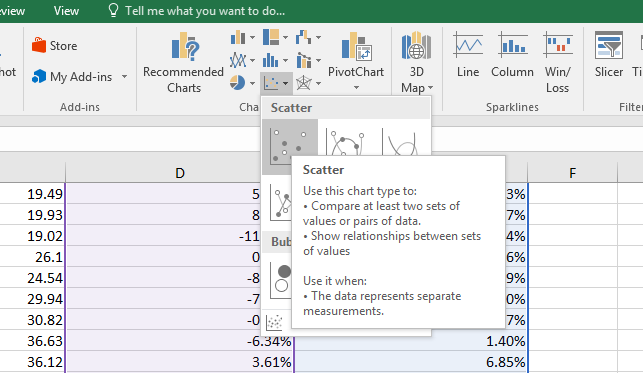 eview View Tell me what you want to do...
Store
My Add-ins
Add-ins
hot
Recommended
Charts
Cha
PivotChart
3D
Map
Line Column Win/
Loss
Sparklines
Slicer Ti
Filter
Scatter
Bub
Scatter
Use this chart type to:
• Compare at least two sets of
values or pairs of data.
• Show relationships between sets
of values
Use it when:
• The data represents separate
measurements.
D F
19.49 5 3%
19.93 8 7%
19.02 -11 4%
26.1 0 6%
24.54 -8 9%
29.94 -7 0%
30.82 -0 7%
36.63 -6.34% 1.40%
36.12 3.61% 6.85%